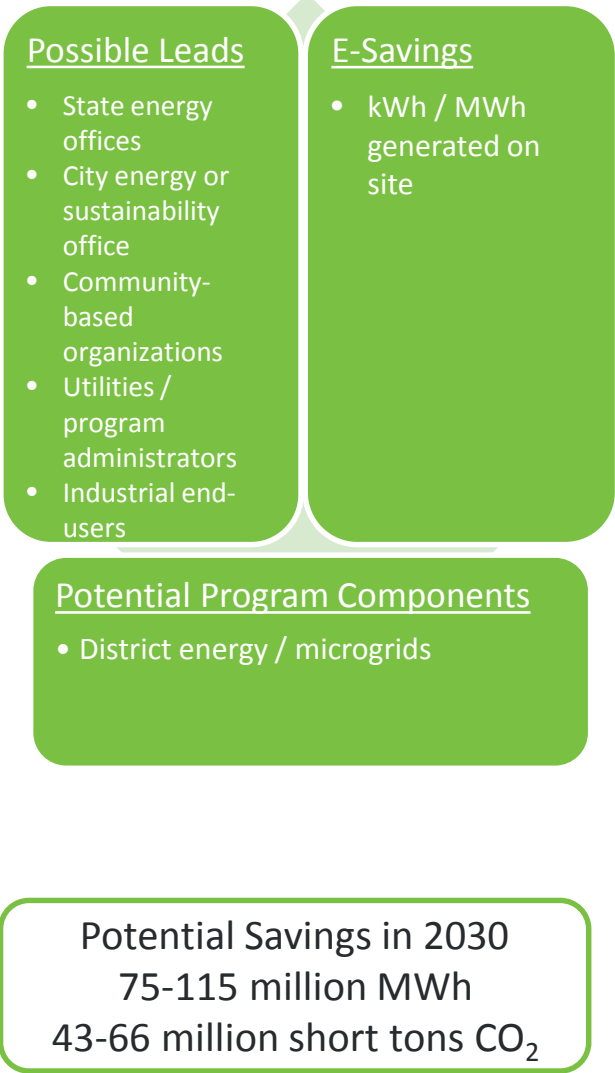 Possible Leads
• State energy
offices
• City energy or
sustainability
office
• Community-
based
organizations
• Utilities /
program
administrators
• Industrial end-
users
E-Savings
• kWh / MWh
generated on
site
Potential Program Components
• District energy / microgrids
Potential Savings in 2030
75-115 million MWh
43-66 million short tons CO₂